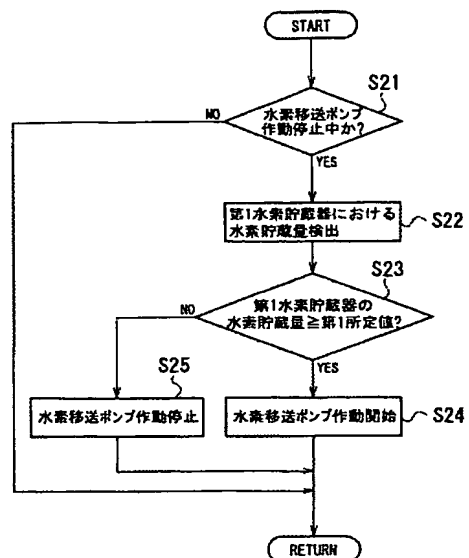 START
S21
水素移送ポンプ
作動停止中か?
NO
YES
第1水素貯蔵器における
水素貯蔵量検出
S22
S23
第1水素貯蔵器の
水素貯蔵量≧第1所定値?
NO
YES
S25
水素移送ポンプ作動停止
水素移送ポンプ作動開始
S24
RETURN